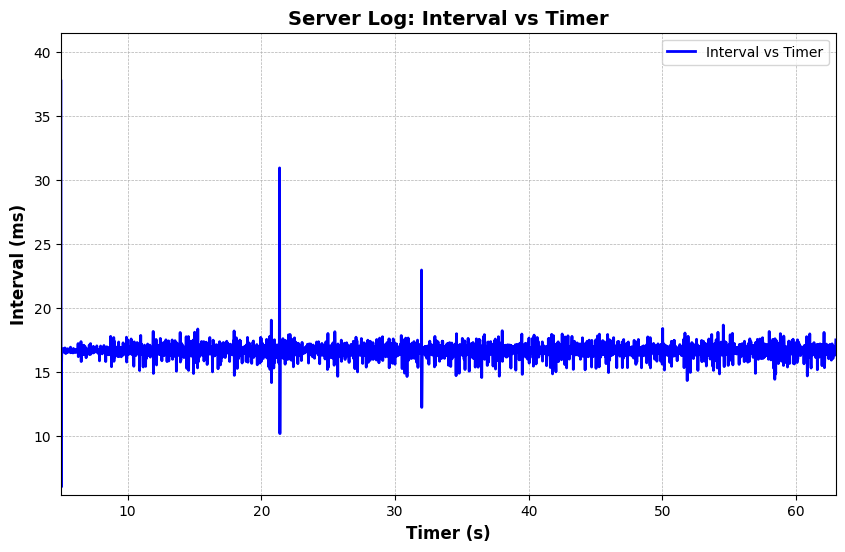 Server Log: Interval vs Timer
Interval vs Timer
40
35
30
25
20
15
10
Interval (ms)
10 20 30 40 50 60
Timer (s)